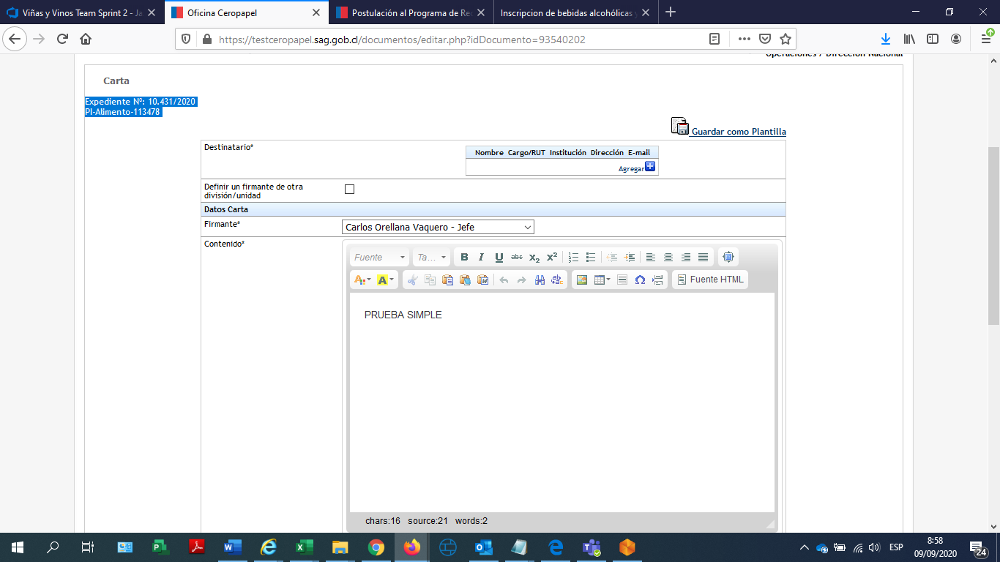 Viñas y Vinos Team Sprint 2 - Ja
Oficina Ceropapel
Postulación al Programa de Re
Inscripcion de bebidas alcohólicas y
https://testceropapel.sag.gob.cl/documentos/editar.php?idDocumento=93540202
Operaciones / Dirección Nacional
Carta
Expediente Nº: 10.431/2020
PI-Alimento-113478
Guardar como Plantilla
Destinatario*
Nombre Cargo/RUT Institución Dirección E-mail
Agregar
Definir un firmante de otra
división/unidad
Datos Carta
Firmante*
Carlos Orellana Vaquero - Jefe
Contenido*
Fuente
Ta...
B I U abc x2 x2
Fuente HTML
PRUEBA SIMPLE
chars:16 source:21 words:2
ESP
8:58
09/09/2020
24